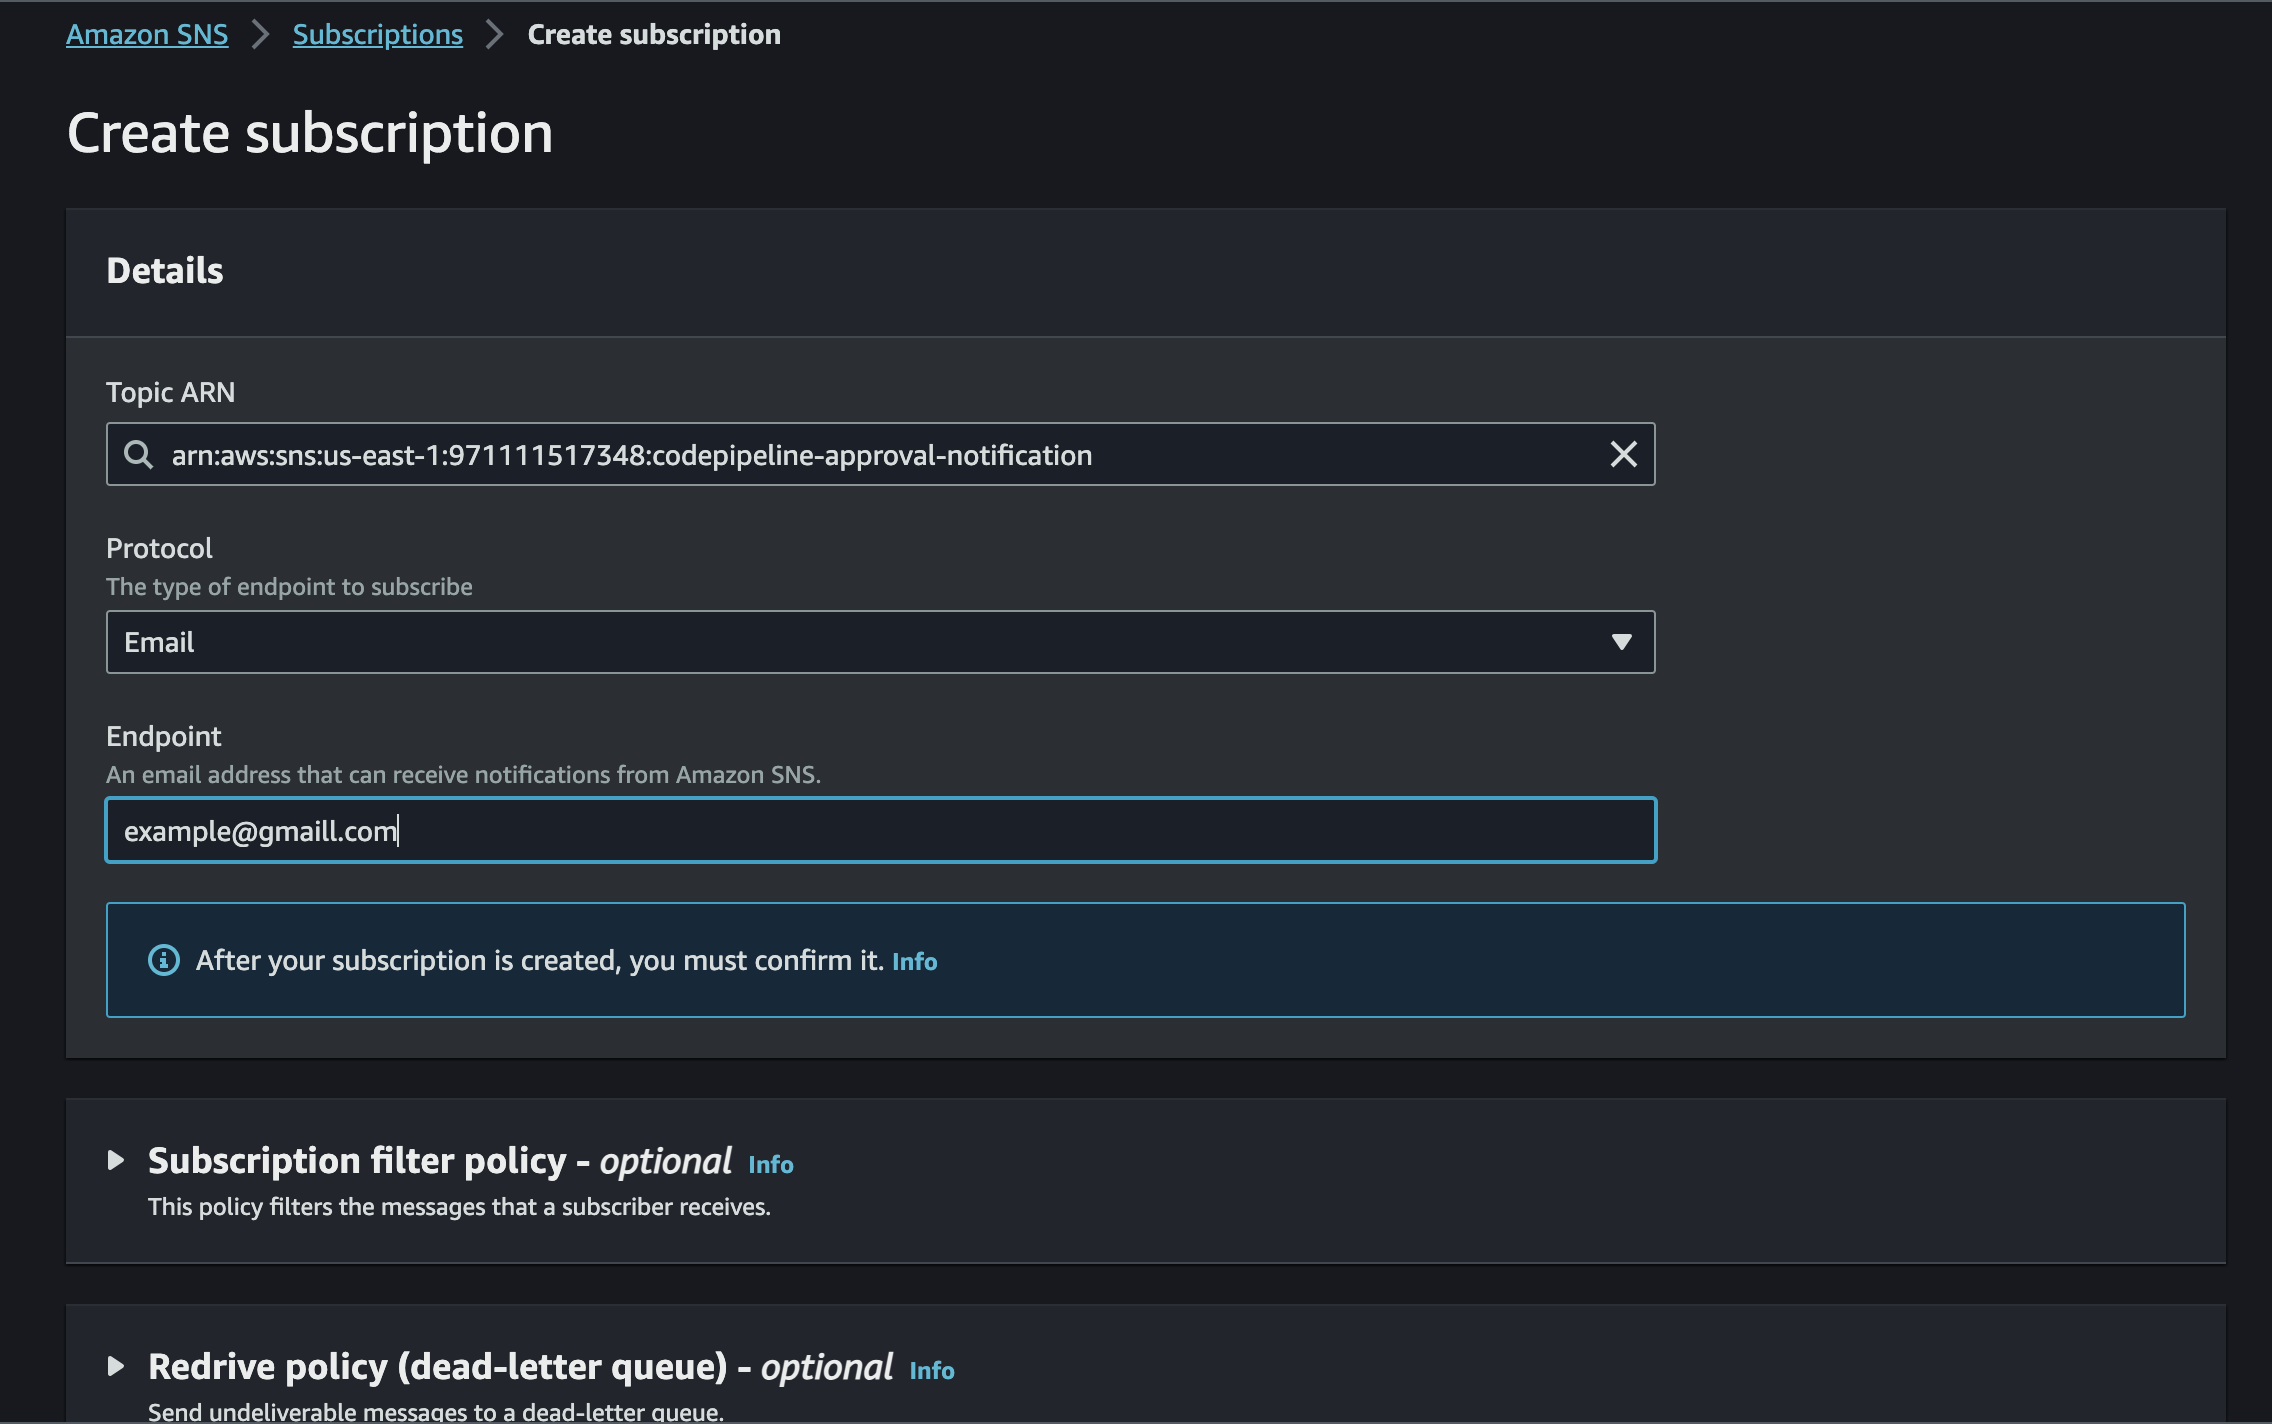 Amazon SNS > Subscriptions > Create subscription
Create subscription
Details
Topic ARN
arn:aws:sns:us-east-1:971111517348:codepipeline-approval-notification
Protocol
The type of endpoint to subscribe
Email
Endpoint
An email address that can receive notifications from Amazon SNS.
example@gmaill.com
After your subscription is created, you must confirm it. Info
Subscription filter policy - optional Info
This policy filters the messages that a subscriber receives.
Redrive policy (dead-letter queue) - optional Info
Send undeliverable messages to a dead-letter queue.